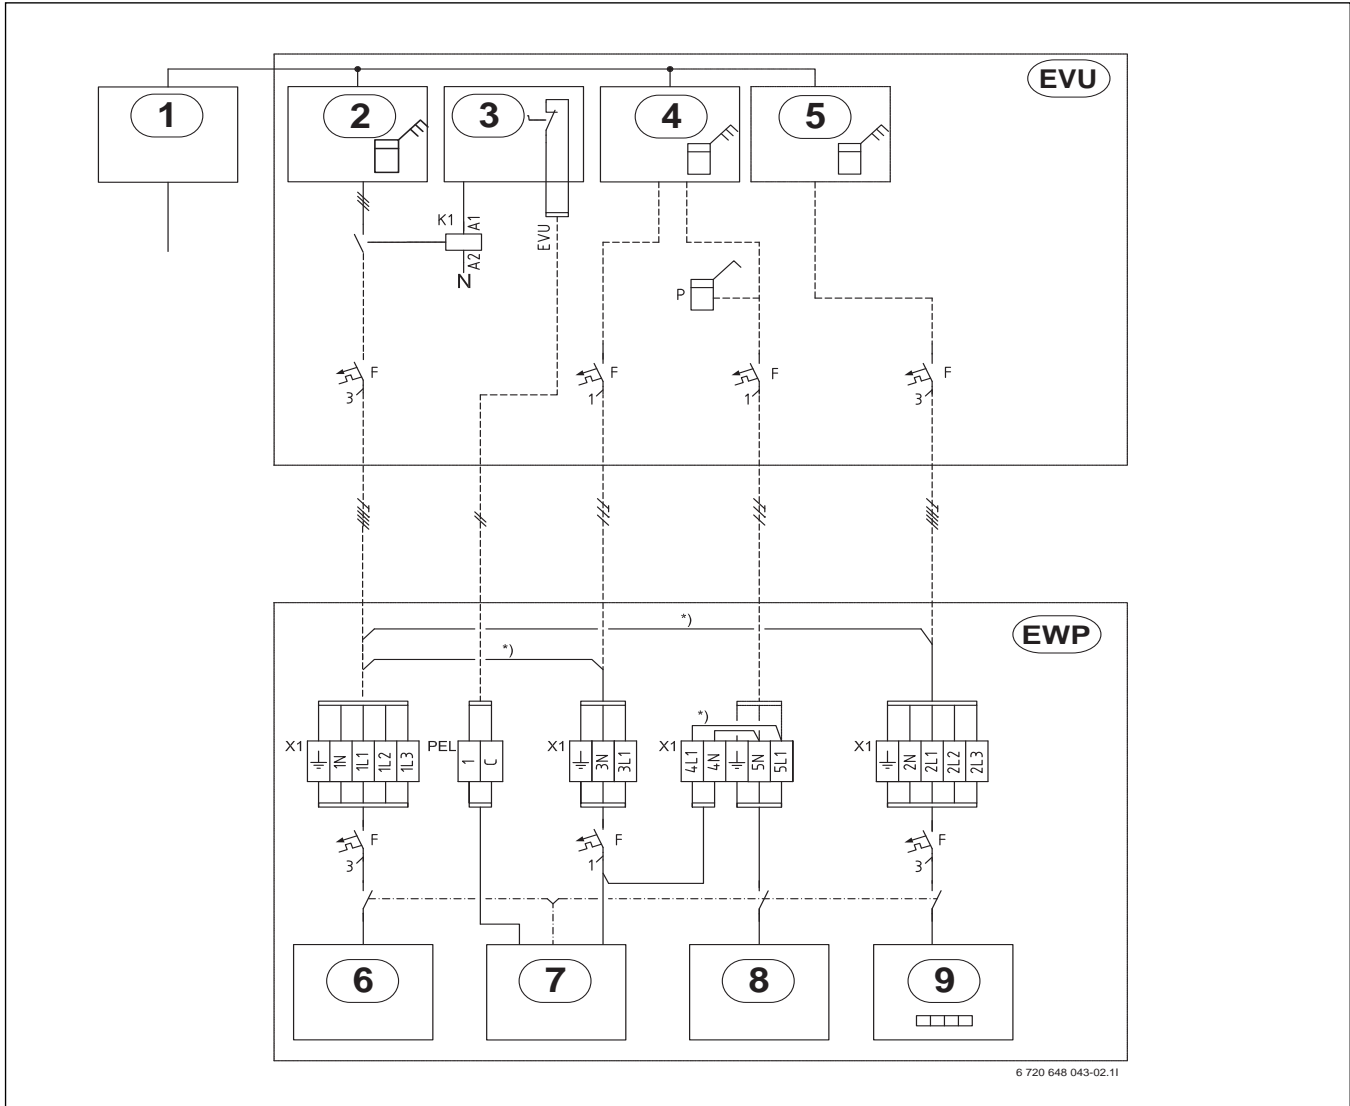 EVU
1
2
3
4
5
K1
A1
A2
N
EVU
P
F
3
F
1
F
1
F
3
EWP
*)
*)
*)
X1
1N
1L1
1L2
1L3
PEL
1
C
X1
3N
3L1
X1
4L1
4N
5N
5L1
X1
2N
2L1
2L2
2L3
F
3
F
1
F
3
6
7
8
9
6 720 648 043-02.1I